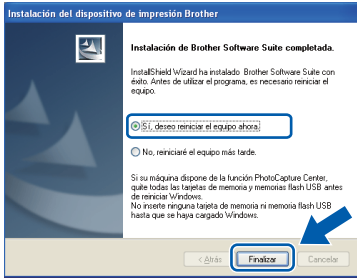 Instalación del dispositivo de impresión Brother
Instalación de Brother Software Suite completada.
InstallShield Wizard ha instalado Brother Software Suite con
éxito. Antes de utilizar el programa, es necesario reiniciar el
equipo.
Sí, deseo reiniciar el equipo ahora.
No, reiniciaré el equipo más tarde.
Si su máquina dispone de la función PhotoCapture Center,
quite todas las tarjetas de memoria y memorias flash USB antes
de reiniciar Windows.
No inserte ninguna tarjeta de memoria ni memoria flash USB
hasta que se haya cargado Windows.
< Atrás
Finalizar
Cancelar